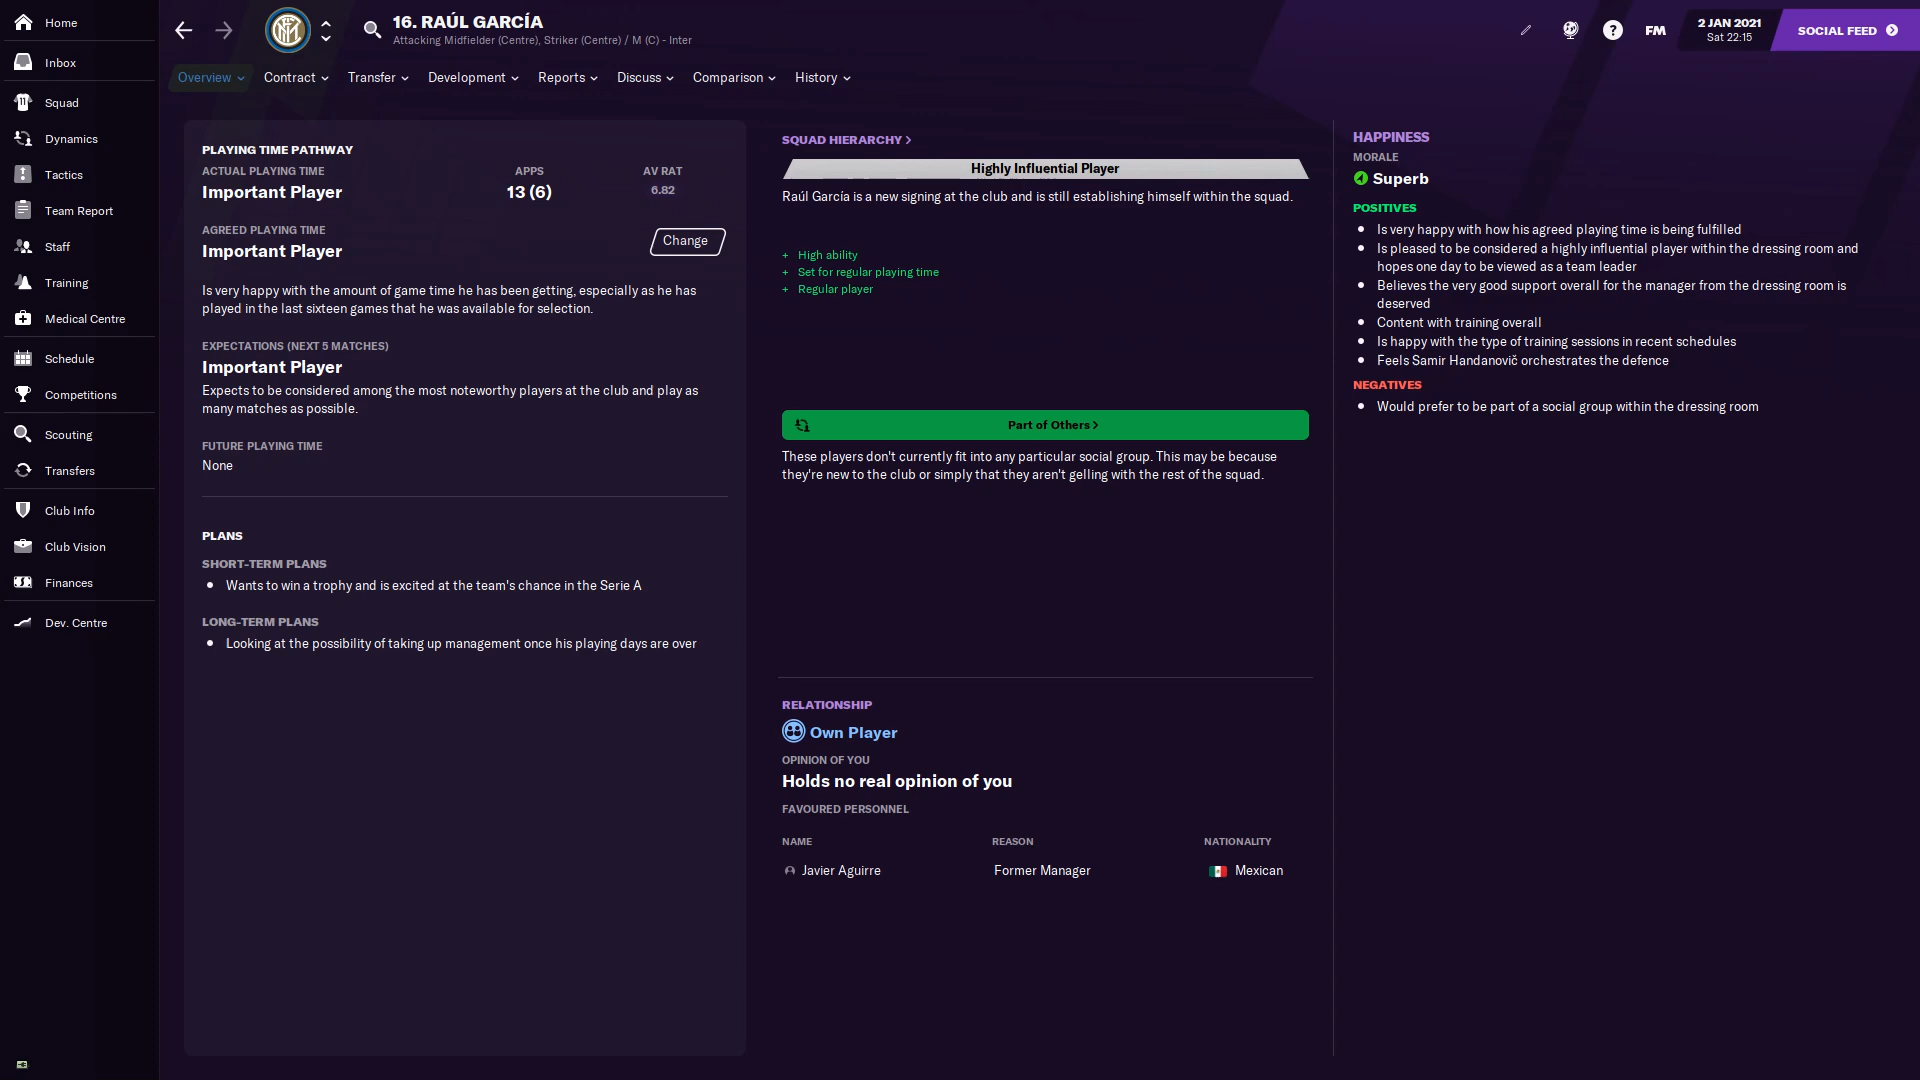 Home
Inbox
Squad
Dynamics
Tactics
Team Report
Staff
Training
Medical Centre
Schedule
Competitions
Scouting
Transfers
Club Info
Club Vision
Finances
Dev. Centre
16. RAÚL GARCÍA
Attacking Midfielder (Centre), Striker (Centre) / M (C) - Inter
FM
2 JAN 2021
Sat 22:15
SOCIAL FEED
Overview
Contract
Transfer
Development
Reports
Discuss
Comparison
History
PLAYING TIME PATHWAY
ACTUAL PLAYING TIME APPS AV RAT
Important Player 13 (6) 6.82
AGREED PLAYING TIME
Important Player
Change
Is very happy with the amount of game time he has been getting, especially as he has
played in the last sixteen games that he was available for selection.
EXPECTATIONS (NEXT 5 MATCHES)
Important Player
Expects to be considered among the most noteworthy players at the club and play as
many matches as possible.
FUTURE PLAYING TIME
None
PLANS
SHORT-TERM PLANS
Wants to win a trophy and is excited at the team's chance in the Serie A
LONG-TERM PLANS
Looking at the possibility of taking up management once his playing days are over
SQUAD HIERARCHY >
Highly Influential Player
Raúl García is a new signing at the club and is still establishing himself within the squad.
+ High ability
+ Set for regular playing time
+ Regular player
Part of Others >
These players don't currently fit into any particular social group. This may be because
they're new to the club or simply that they aren't gelling with the rest of the squad.
RELATIONSHIP
Own Player
OPINION OF YOU
Holds no real opinion of you
FAVOURED PERSONNEL
NAME REASON NATIONALITY
Javier Aguirre Former Manager Mexican
HAPPINESS
MORALE
Superb
POSITIVES
Is very happy with how his agreed playing time is being fulfilled
Is pleased to be considered a highly influential player within the dressing room and
hopes one day to be viewed as a team leader
Believes the very good support overall for the manager from the dressing room is
deserved
Content with training overall
Is happy with the type of training sessions in recent schedules
Feels Samir Handanovič orchestrates the defence
NEGATIVES
Would prefer to be part of a social group within the dressing room